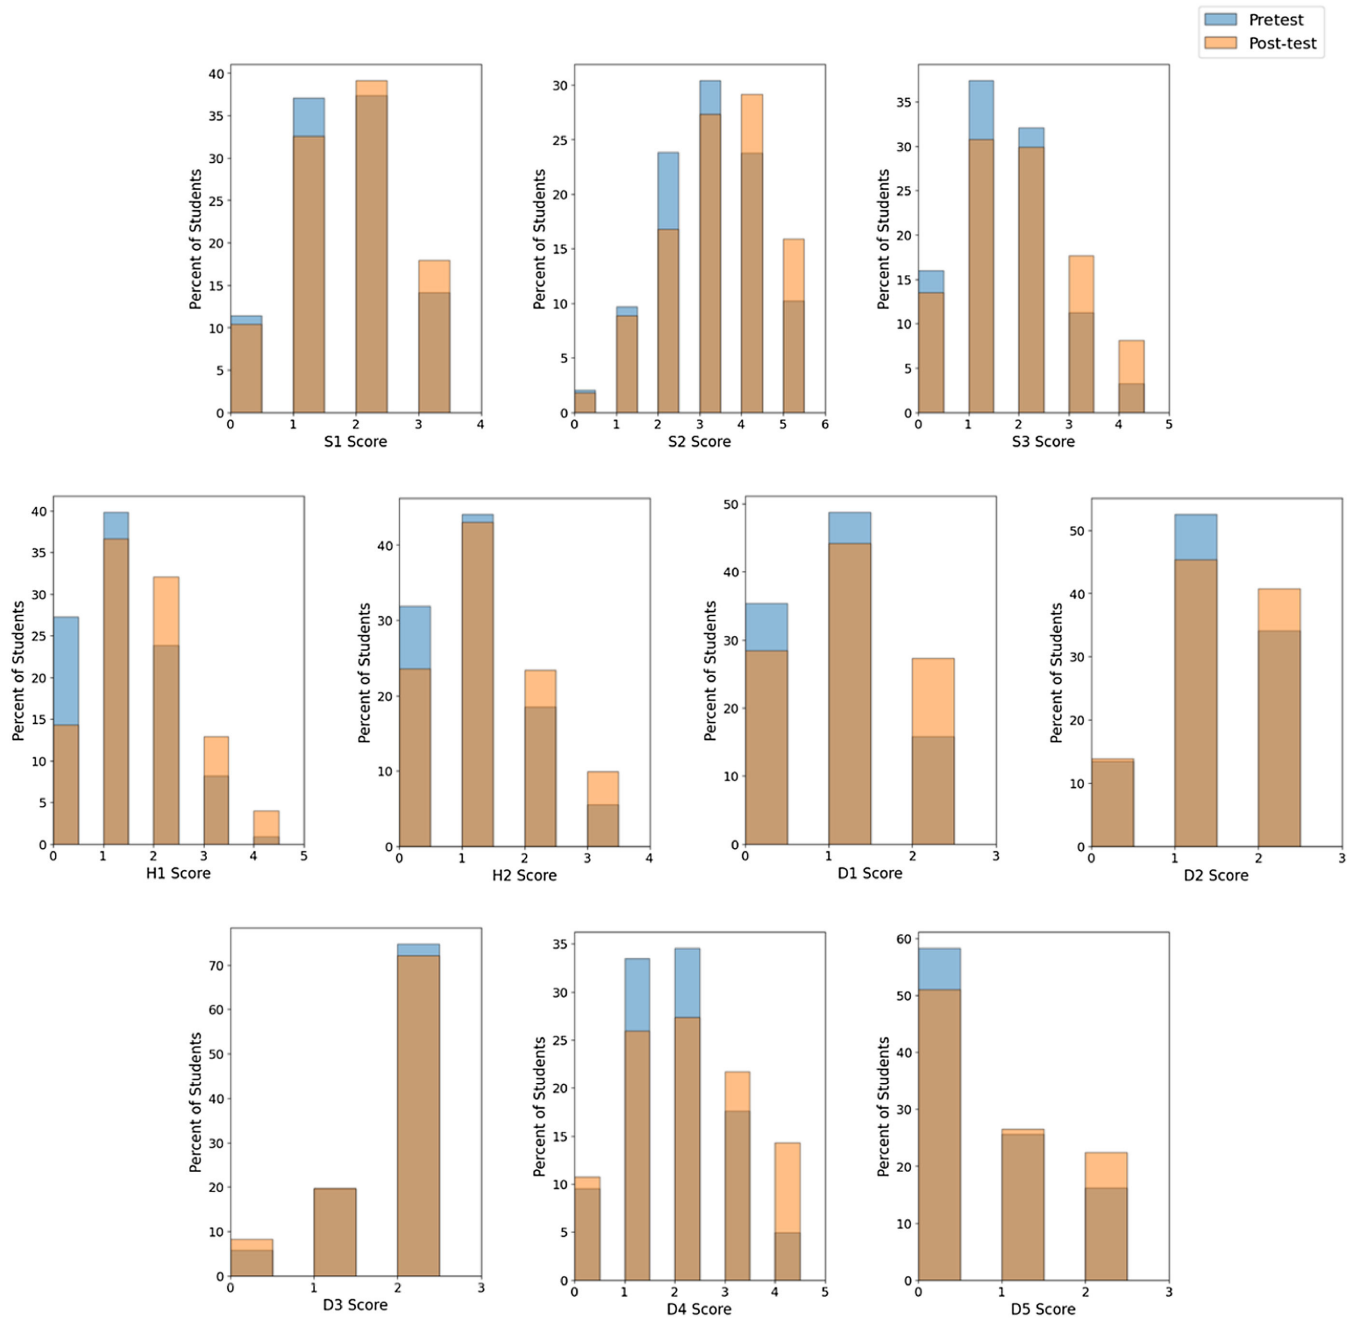 Pretest
Post-test
40
35
30
25
20
15
10
5
0
Percent of Students
0 1 2 3 4
S1 Score
30
25
20
15
10
5
0
Percent of Students
0 1 2 3 4 5 6
S2 Score
35
30
25
20
15
10
5
0
Percent of Students
0 1 2 3 4 5
S3 Score
40
35
30
25
20
15
10
5
0
Percent of Students
0 1 2 3 4 5
H1 Score
40
30
20
10
0
Percent of Students
0 1 2 3 4
H2 Score
50
40
30
20
10
0
Percent of Students
0 1 2 3
D1 Score
50
40
30
20
10
0
Percent of Students
0 1 2 3
D2 Score
70
60
50
40
30
20
10
0
Percent of Students
0 1 2 3
D3 Score
35
30
25
20
15
10
5
0
Percent of Students
0 1 2 3 4 5
D4 Score
60
50
40
30
20
10
0
Percent of Students
0 1 2 3
D5 Score